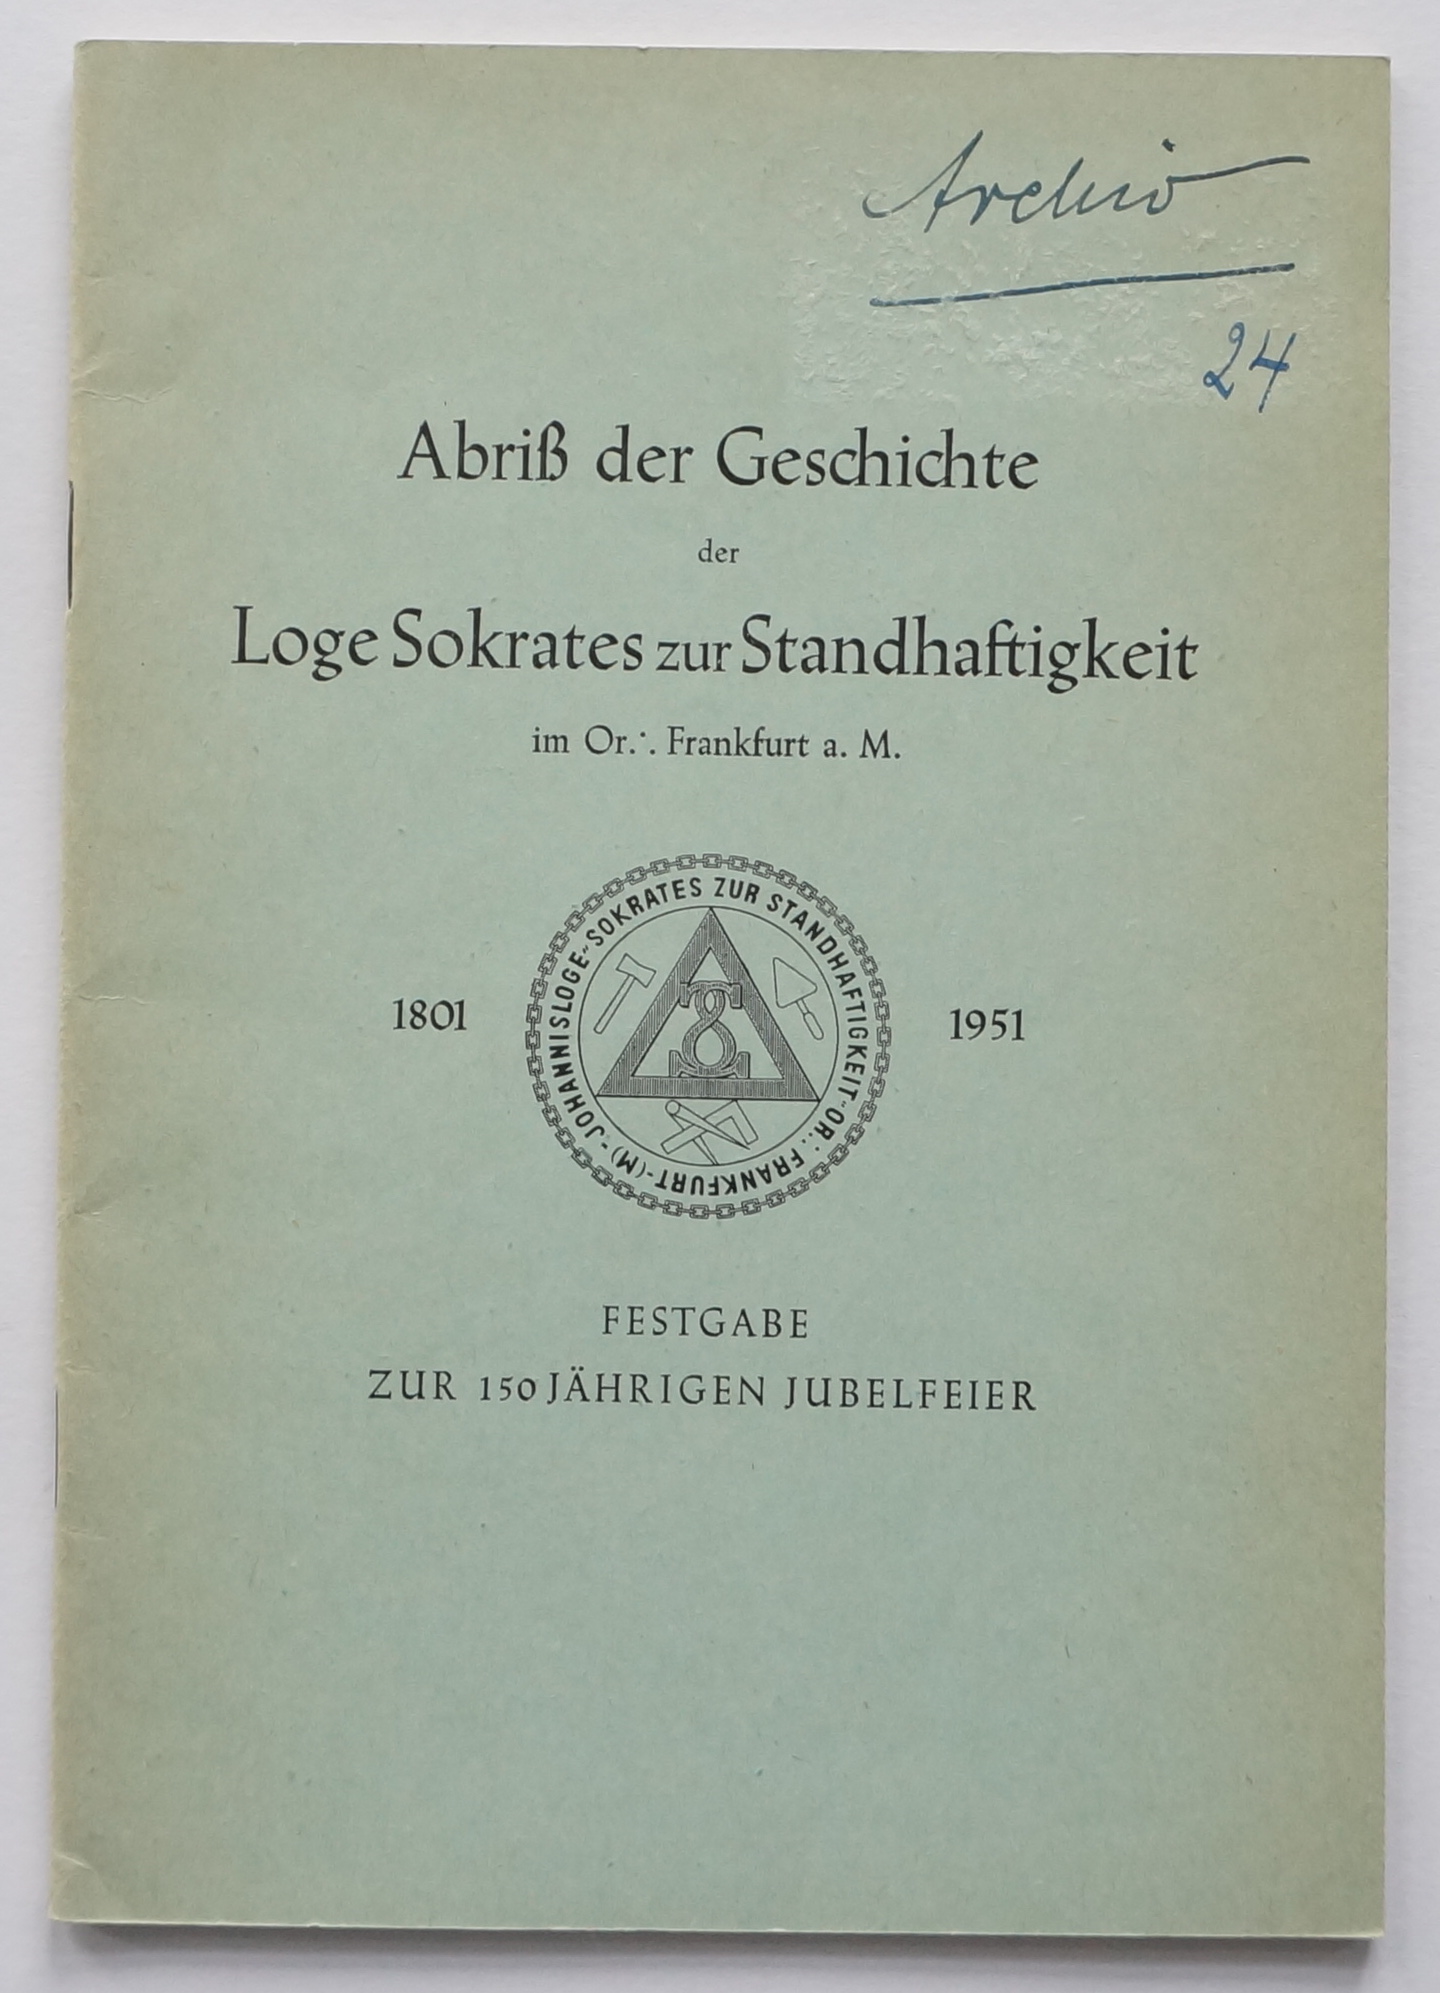 Archiv
24
Abriß der Geschichte
der
Loge Sokrates zur Standhaftigkeit
im Or.˙. Frankfurt a. M.
1801
JOHANNISLOGE „SOKRATES ZUR STANDHAFTIGKEIT“ OR.˙. FRANKFURT-(M)-
1951
FESTGABE
ZUR 150 JÄHRIGEN JUBELFEIER